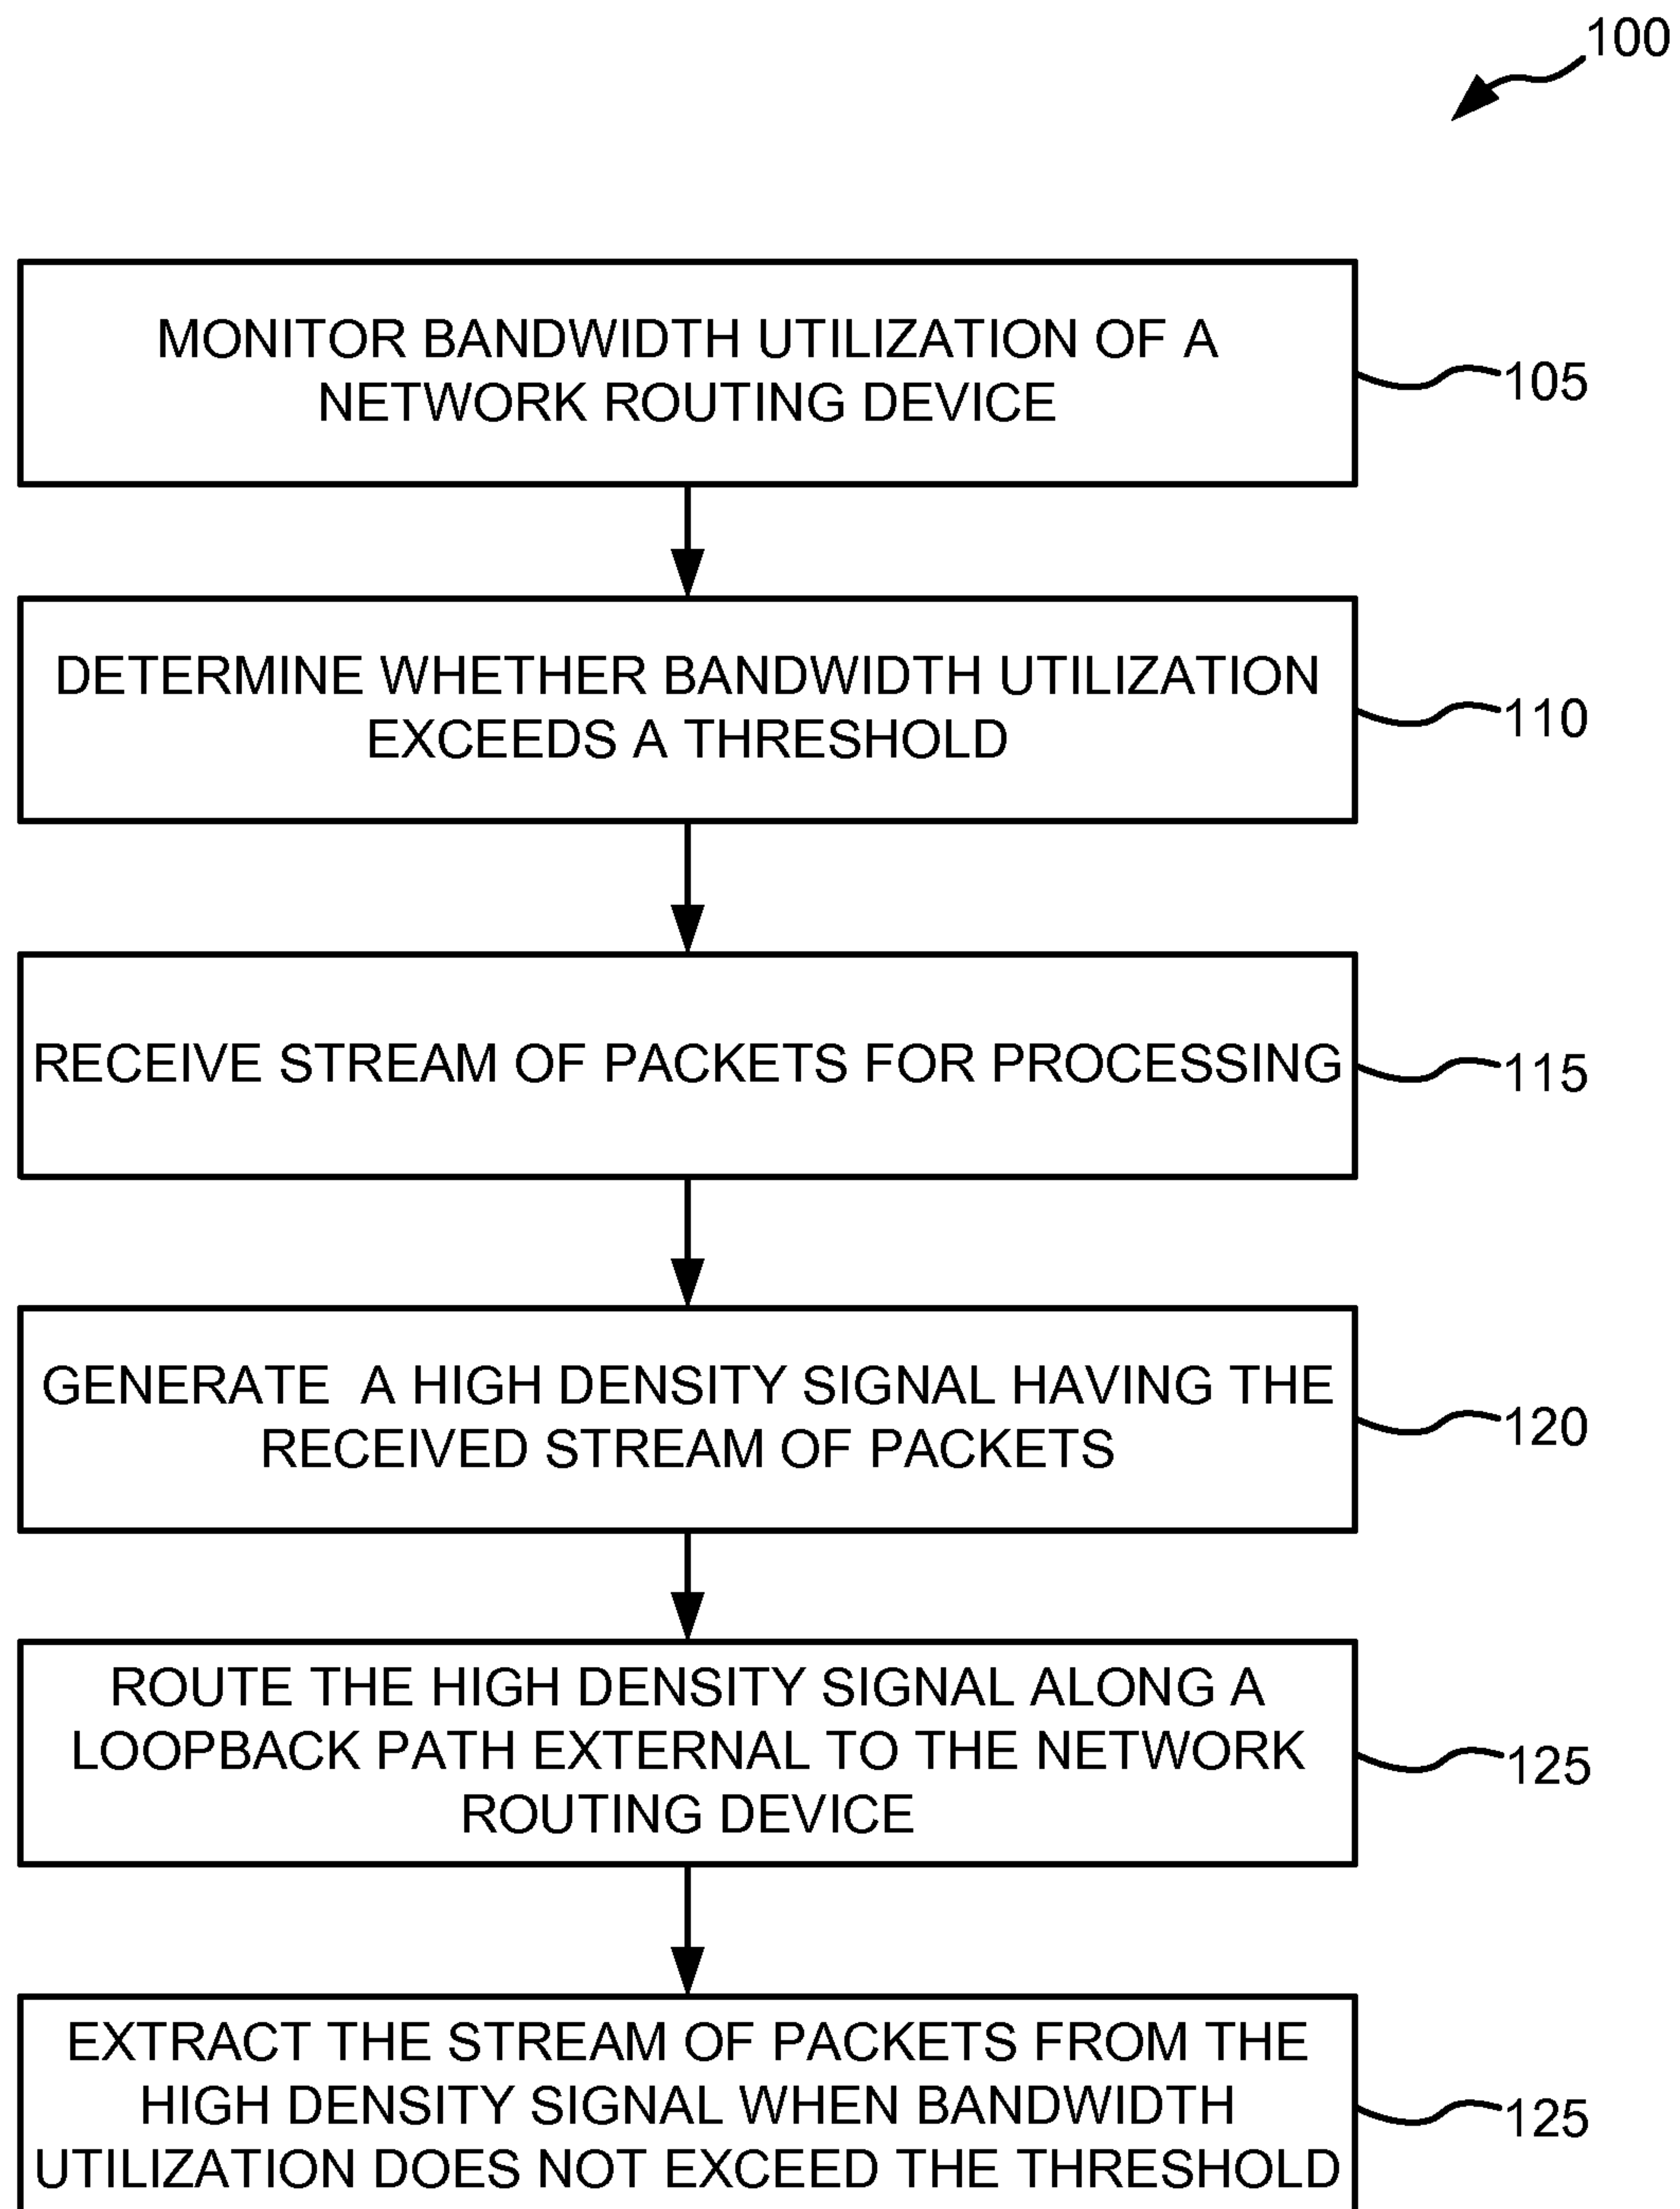 100
MONITOR BANDWIDTH UTILIZATION OF A
NETWORK ROUTING DEVICE
105
DETERMINE WHETHER BANDWIDTH UTILIZATION
EXCEEDS A THRESHOLD
110
RECEIVE STREAM OF PACKETS FOR PROCESSING
115
GENERATE A HIGH DENSITY SIGNAL HAVING THE
RECEIVED STREAM OF PACKETS
120
ROUTE THE HIGH DENSITY SIGNAL ALONG A
LOOPBACK PATH EXTERNAL TO THE NETWORK
ROUTING DEVICE
125
EXTRACT THE STREAM OF PACKETS FROM THE
HIGH DENSITY SIGNAL WHEN BANDWIDTH
UTILIZATION DOES NOT EXCEED THE THRESHOLD
125